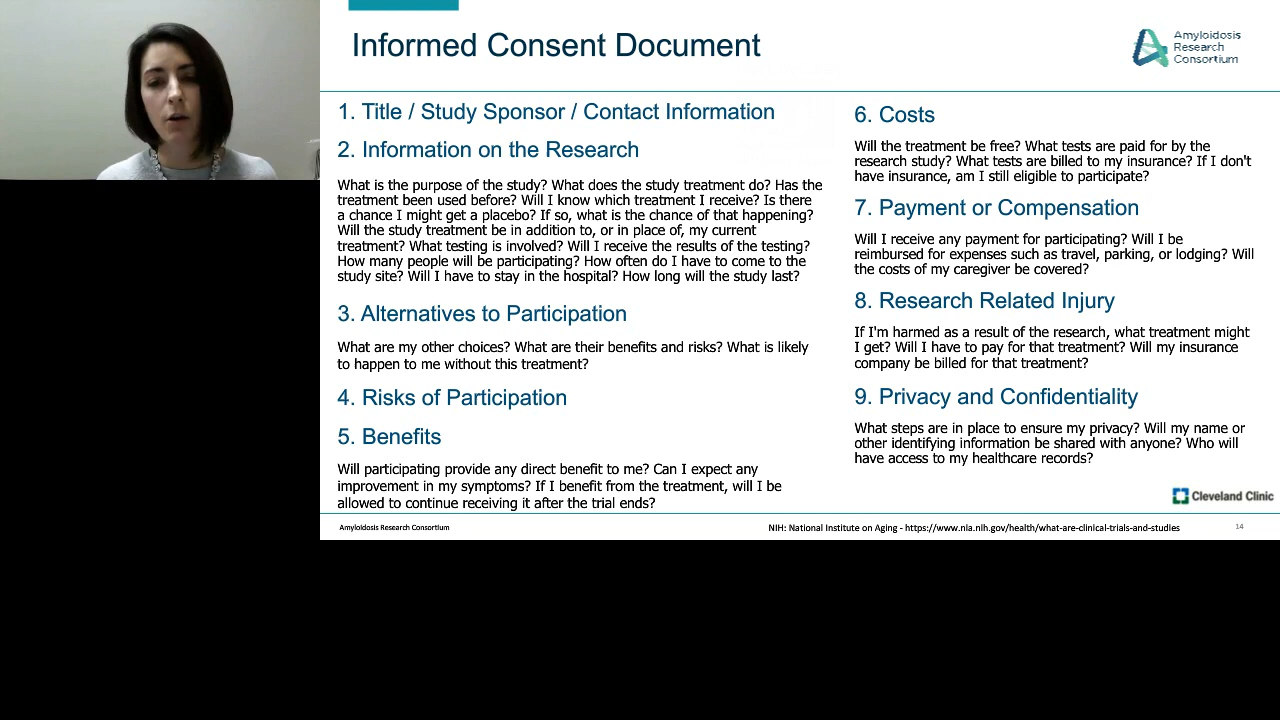 Informed Consent Document
Amyloidosis
Research
Consortium
1. Title / Study Sponsor / Contact Information
2. Information on the Research
What is the purpose of the study? What does the study treatment do? Has the
treatment been used before? Will I know which treatment I receive? Is there
a chance I might get a placebo? If so, what is the chance of that happening?
Will the study treatment be in addition to, or in place of, my current
treatment? What testing is involved? Will I receive the results of the testing?
How many people will be participating? How often do I have to come to the
study site? Will I have to stay in the hospital? How long will the study last?
3. Alternatives to Participation
What are my other choices? What are their benefits and risks? What is likely
to happen to me without this treatment?
4. Risks of Participation
5. Benefits
Will participating provide any direct benefit to me? Can I expect any
improvement in my symptoms? If I benefit from the treatment, will I be
allowed to continue receiving it after the trial ends?
6. Costs
Will the treatment be free? What tests are paid for by the
research study? What tests are billed to my insurance? If I don't
have insurance, am I still eligible to participate?
7. Payment or Compensation
Will I receive any payment for participating? Will I be
reimbursed for expenses such as travel, parking, or lodging? Will
the costs of my caregiver be covered?
8. Research Related Injury
If I'm harmed as a result of the research, what treatment might
I get? Will I have to pay for that treatment? Will my insurance
company be billed for that treatment?
9. Privacy and Confidentiality
What steps are in place to ensure my privacy? Will my name or
other identifying information be shared with anyone? Who will
have access to my healthcare records?
Cleveland Clinic
Amyloidosis Research Consortium
NIH: National Institute on Aging - https://www.nia.nih.gov/health/what-are-clinical-trials-and-studies
14